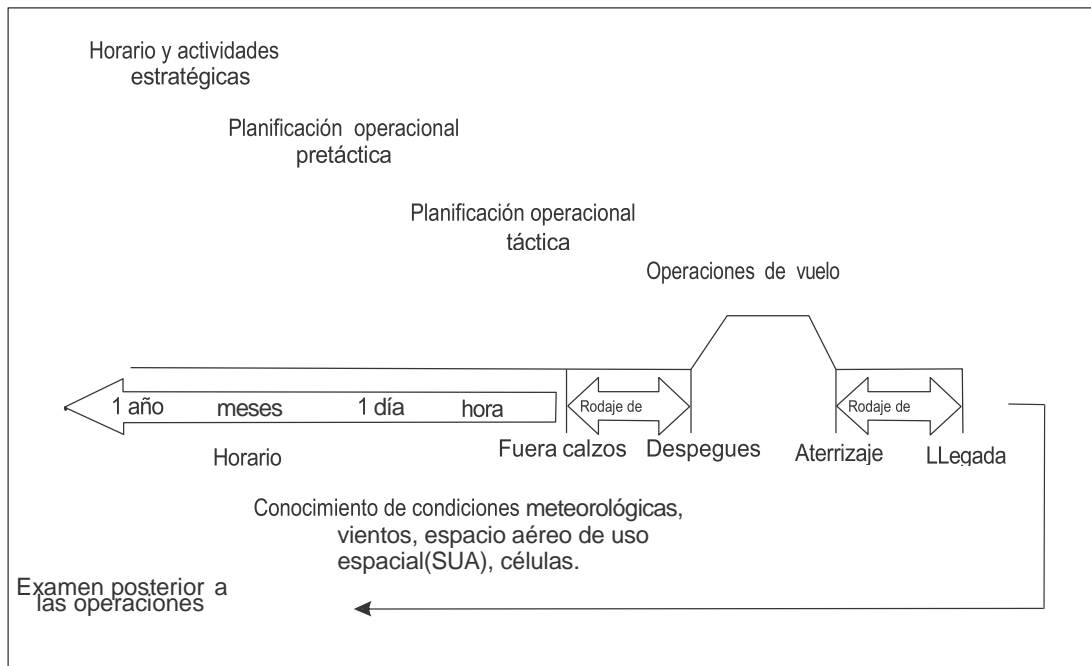 Horario y actividades
estratégicas
Planificación operacional
pretáctica
Planificación operacional
táctica
Operaciones de vuelo
1 año meses 1 día hora
Rodaje de
Rodaje de
Horario
Fuera calzos
Despegues
Aterrizaje
LLegada
Conocimiento de condiciones meteorológicas,
vientos, espacio aéreo de uso
espacial(SUA), células.
Examen posterior a
las operaciones